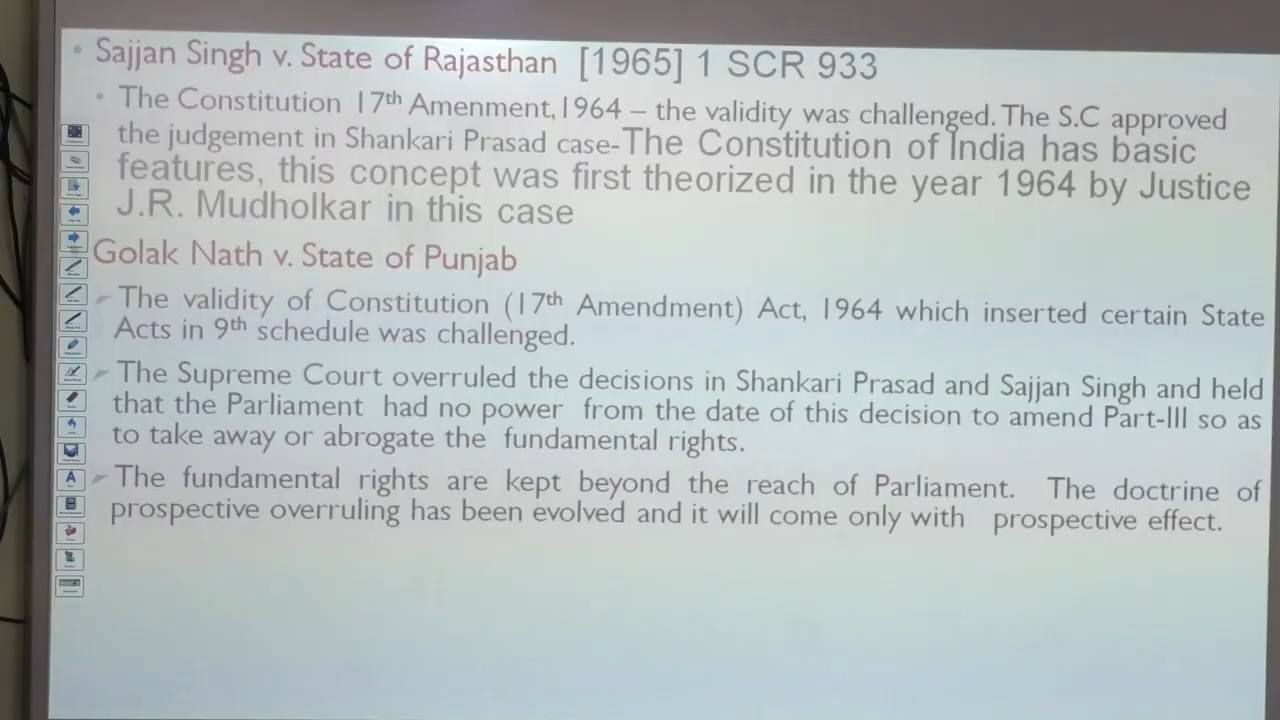 Sajjan Singh v. State of Rajasthan [1965] 1 SCR 933
The Constitution 17th Amenment, 1964 – the validity was challenged. The S.C approved
the judgement in Shankari Prasad case-The Constitution of India has basic
features, this concept was first theorized in the year 1964 by Justice
J.R. Mudholkar in this case
Golak Nath v. State of Punjab
The validity of Constitution (17th Amendment) Act, 1964 which inserted certain State
Acts in 9th schedule was challenged.
The Supreme Court overruled the decisions in Shankari Prasad and Sajjan Singh and held
that the Parliament had no power from the date of this decision to amend Part-III so as
to take away or abrogate the fundamental rights.
The fundamental rights are kept beyond the reach of Parliament. The doctrine of
prospective overruling has been evolved and it will come only with prospective effect.